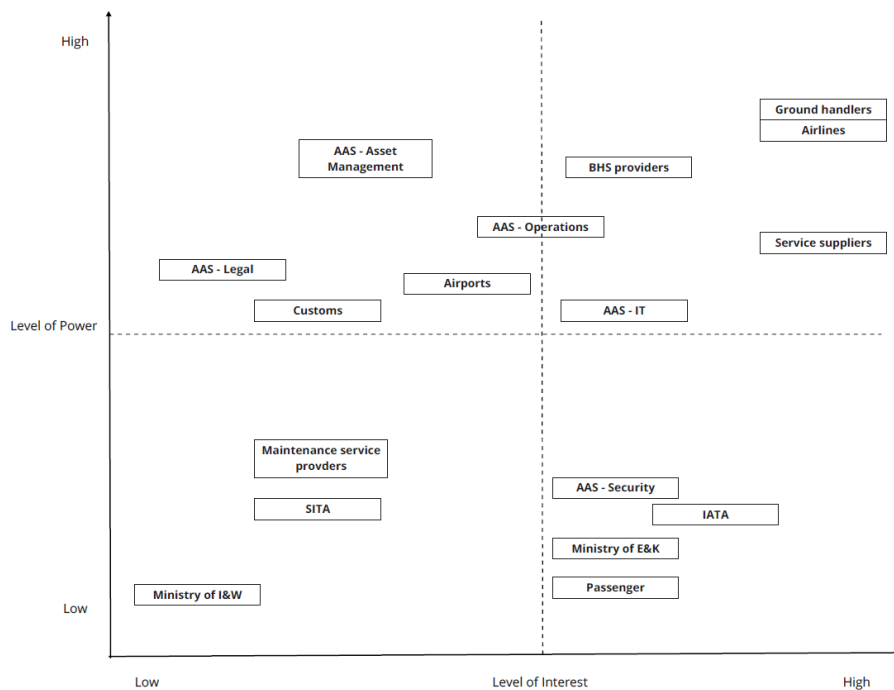 High
Ground handlers
Airlines
AAS - Asset
Management
BHS providers
AAS - Operations
Service suppliers
AAS - Legal
Airports
Customs
AAS - IT
Level of Power
Maintenance service
provders
AAS - Security
SITA
IATA
Ministry of E&K
Passenger
Ministry of I&W
Low
Low
Level of Interest
High